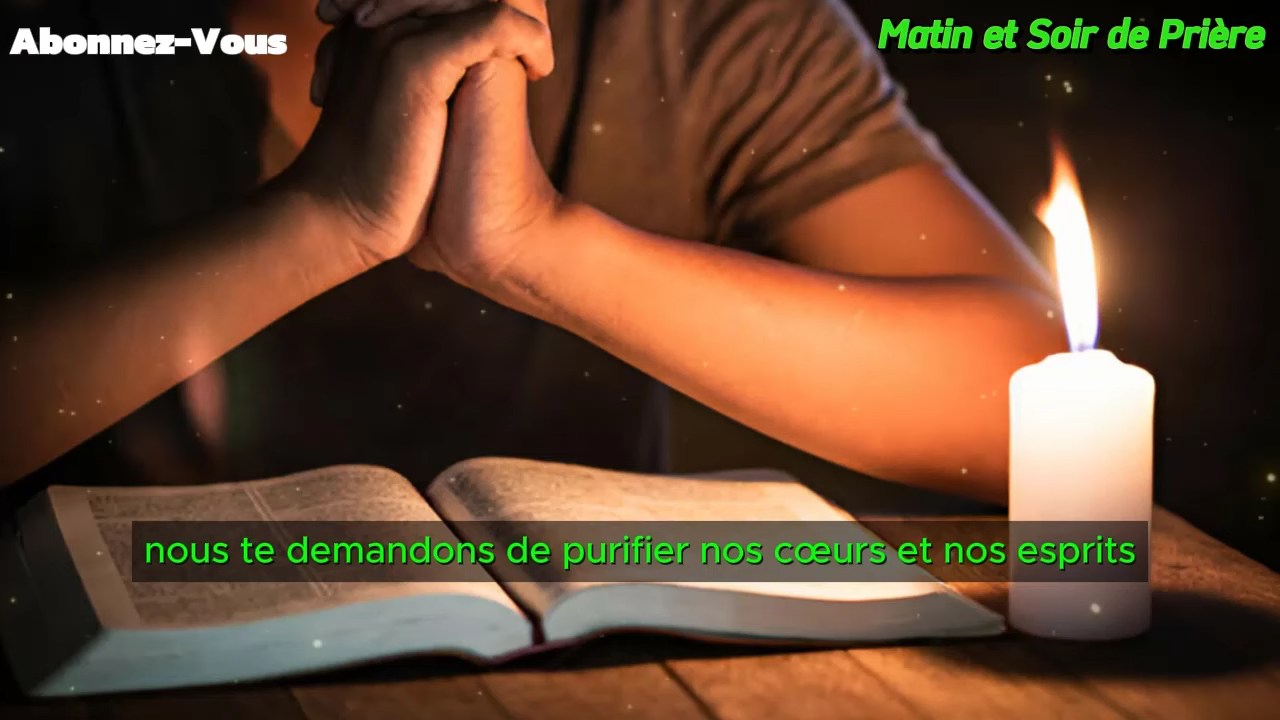 Abonnez-Vous
Matin et Soir de Prière
nous te demandons de purifier nos cœurs et nos esprits